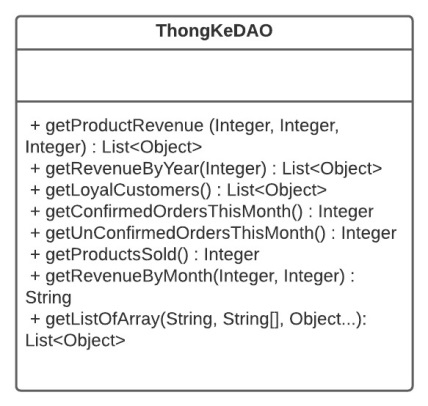 ThongKeDAO
+ getProductRevenue (Integer, Integer,
Integer) : List<Object>
+ getRevenueByYear(Integer) : List<Object>
+ getLoyalCustomers() : List<Object>
+ getConfirmedOrdersThisMonth() : Integer
+ getUnConfirmedOrdersThisMonth() : Integer
+ getProductsSold() : Integer
+ getRevenueByMonth(Integer, Integer) :
String
+ getListOfArray(String, String[], Object...):
List<Object>